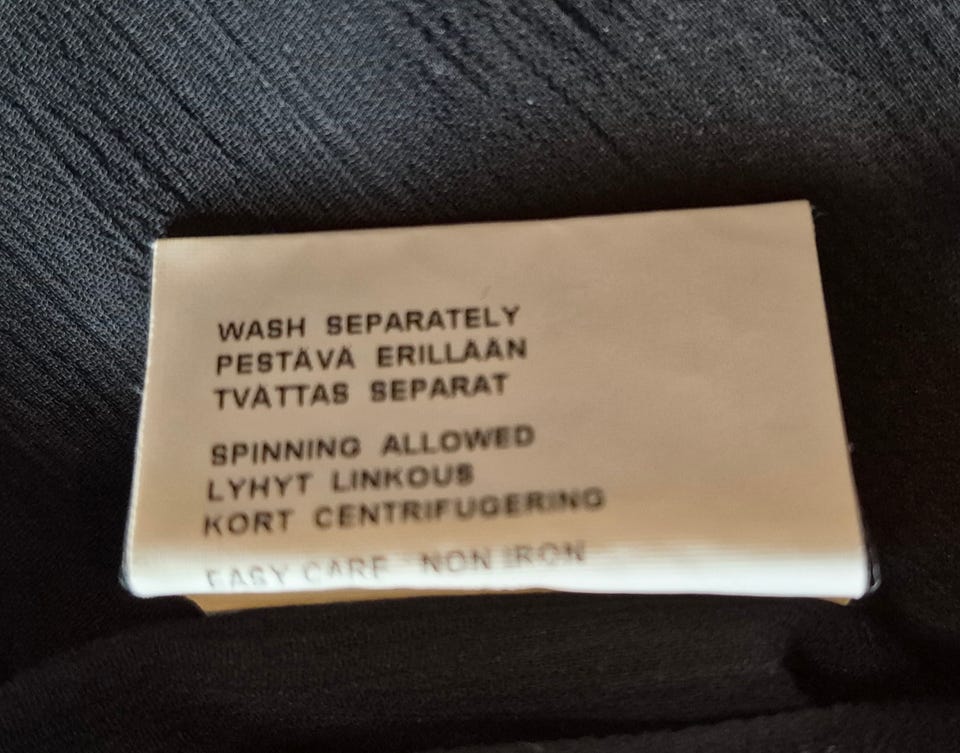 WASH SEPARATELY
PESTÄVÄ ERILLÄÄN
TVÄTTAS SEPARAT
SPINNING ALLOWED
LYHYT LINKOUS
KORT CENTRIFUGERING
EASY CARE NON IRON